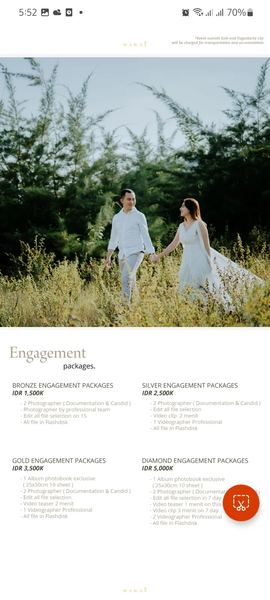 5:52
70%
*Resed outside Solo and Yogyakarta city
will be charged for transportation and accomodation
Engagement
packages.
BRONZE ENGAGEMENT PACKAGES
IDR 1,500K
- 2 Photographer ( Documentation & Candid )
- Photographer by professional team
- Edit all file selection on 15
- All file in Flashdisk
SILVER ENGAGEMENT PACKAGES
IDR 2,500K
- 2 Photographer ( Documentation & Candid )
- Edit all file selection
- Video clip 2 menit
- 1 Videographer Professional
- All file in Flashdisk
GOLD ENGAGEMENT PACKAGES
IDR 3,500K
- 1 Album photobook exclusive
( 25x30cm 10 sheet )
- 2 Photographer ( Documentation & Candid )
- Edit all file selection
- Video teaser 2 menit
- 1 Videographer Professional
- All file in Flashdisk
DIAMOND ENGAGEMENT PACKAGES
IDR 5,000K
- 1 Album photobook exclusive
( 25x30cm 10 sheet )
- 2 Photographer ( Documenta
- Edit all file selection in 7 day
- Video teaser 1 menit on this
- Video clip 3 menit on 7 day
- 2 Videographer Professional
- All file in Flashdisk